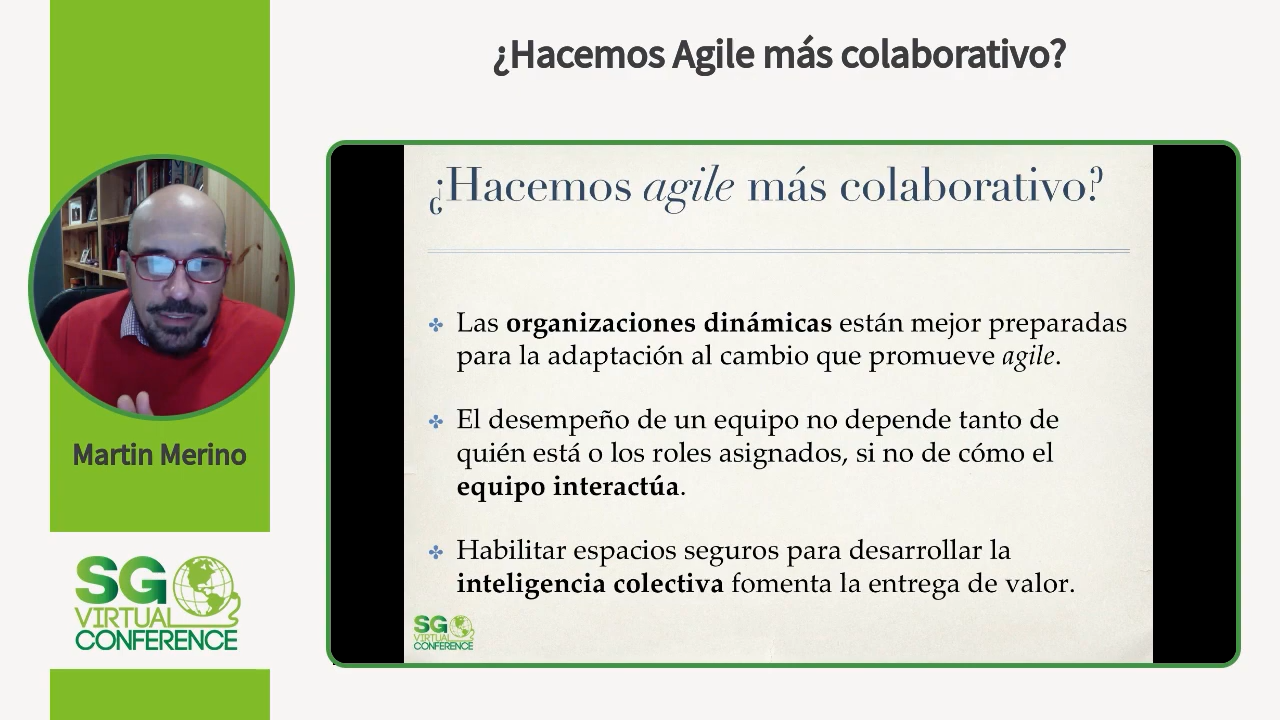 ¿Hacemos Agile más colaborativo?
¿Hacemos agile más colaborativo?
Las organizaciones dinámicas están mejor preparadas
para la adaptación al cambio que promueve agile.
El desempeño de un equipo no depende tanto de
quién está o los roles asignados, si no de cómo el
equipo interactúa.
Habilitar espacios seguros para desarrollar la
inteligencia colectiva fomenta la entrega de valor.
SG
VIRTUAL
CONFERENCE
Martin Merino
SG
VIRTUAL
CONFERENCE